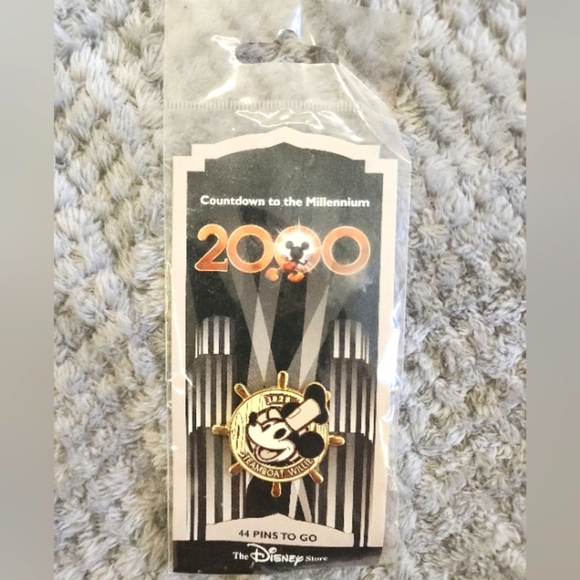 Countdown to the Millennium
2000
1928
STEAMBOAT WILLIE
44 PINS TO GO
The Disney Store